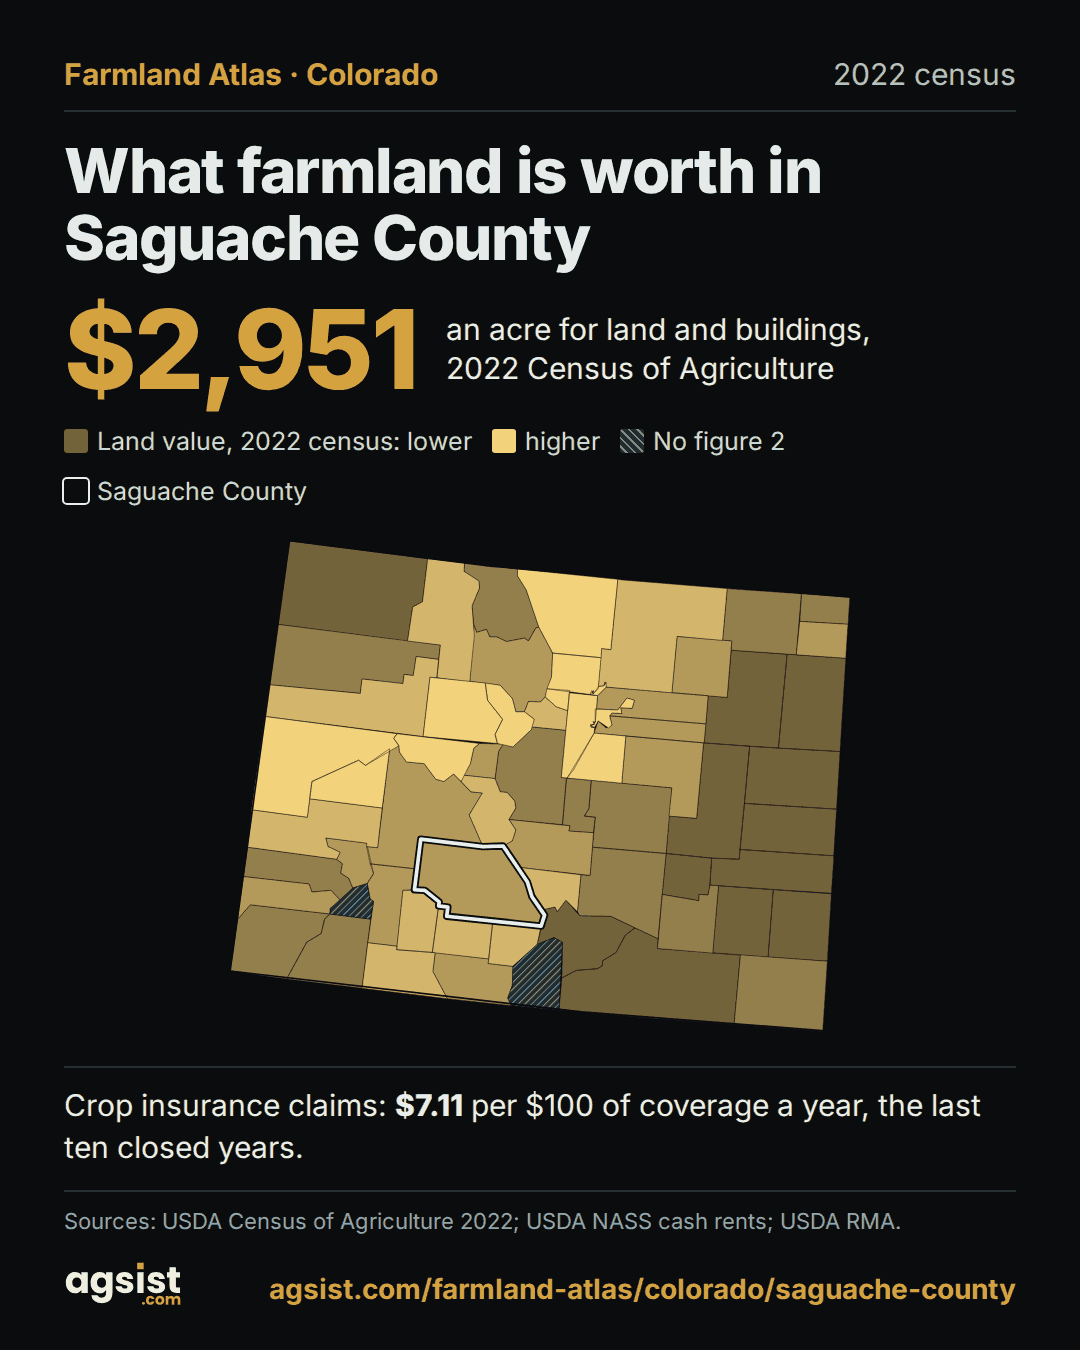 Farmland Atlas · Colorado
2022 census
What farmland is worth in
Saguache County
$2,951
an acre for land and buildings,
2022 Census of Agriculture
Land value, 2022 census: lower
higher
No figure 2
Saguache County
Crop insurance claims: $7.11 per $100 of coverage a year, the last
ten closed years.
Sources: USDA Census of Agriculture 2022; USDA NASS cash rents; USDA RMA.
agsist
.com
agsist.com/farmland-atlas/colorado/saguache-county